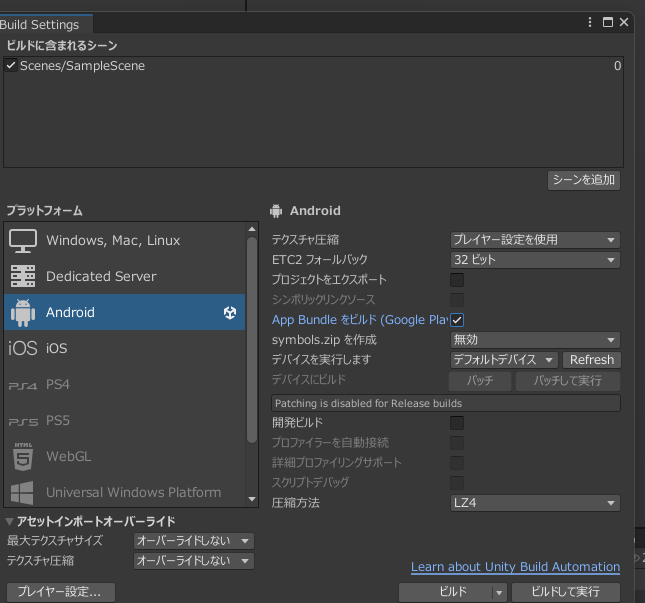 Build Settings
ビルドに含まれるシーン
Scenes/SampleScene 0
シーンを追加
プラットフォーム
Windows, Mac, Linux
Dedicated Server
Android
iOS iOS
PS4 PS4
PS5 PS5
HTML 5 WebGL
Universal Windows Platform
Android
テクスチャ圧縮 プレイヤー設定を使用
ETC2 フォールバック 32 ビット
プロジェクトをエクスポート
シンボリックリンクソース
App Bundle をビルド (Google Play
symbols.zip を作成 無効
デバイスを実行します デフォルトデバイス Refresh
デバイスにビルド パッチ パッチして実行
Patching is disabled for Release builds
開発ビルド
プロファイラーを自動接続
詳細プロファイリングサポート
スクリプトデバッグ
圧縮方法 LZ4
アセットインポートオーバーライド
最大テクスチャサイズ オーバーライドしない
テクスチャ圧縮 オーバーライドしない
Learn about Unity Build Automation
プレイヤー設定... ビルド ビルドして実行